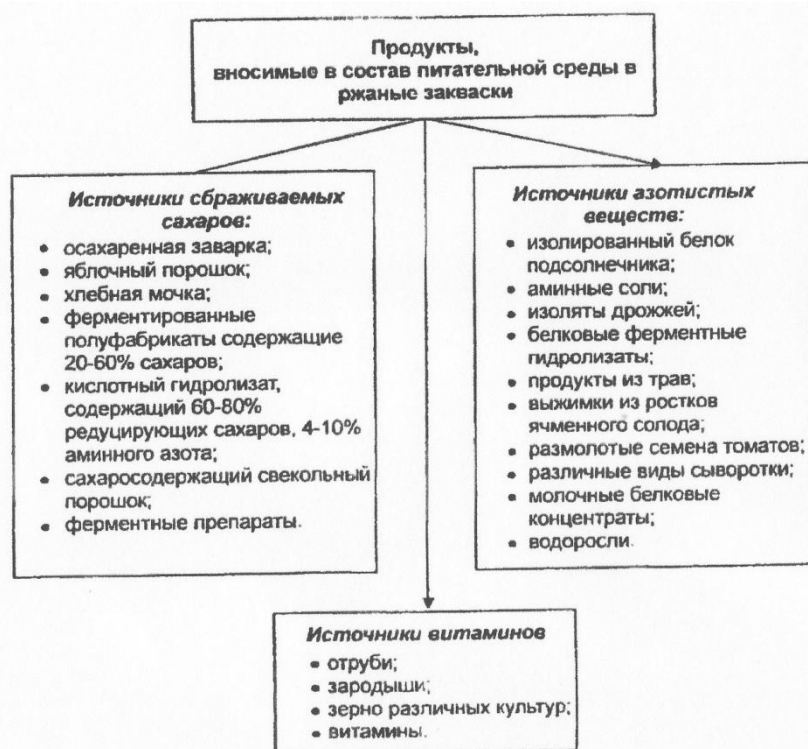 Продукты,
вносимые в состав питательной среды в
ржаные закваски
Источники сбраживаемых
сахаров:
• осахаренная заварка;
• яблочный порошок;
• хлебная мочка;
• ферментированные
полуфабрикаты содержащие
20-60% сахаров;
• кислотный гидролизат,
содержащий 60-80%
редуцирующих сахаров, 4-10%
аминного азота;
• сахаросодержащий свекольный
порошок;
• ферментные препараты.
Источники азотистых
веществ:
• изолированный белок
подсолнечника;
• аминные соли;
• изоляты дрожжей;
• белковые ферментные
гидролизаты;
• продукты из трав;
• выжимки из ростков
ячменного солода;
• размолотые семена томатов;
• различные виды сыворотки;
• молочные белковые
концентраты;
• водоросли.
Источники витаминов
• отруби;
• зародыши;
• зерно различных культур;
• витамины.